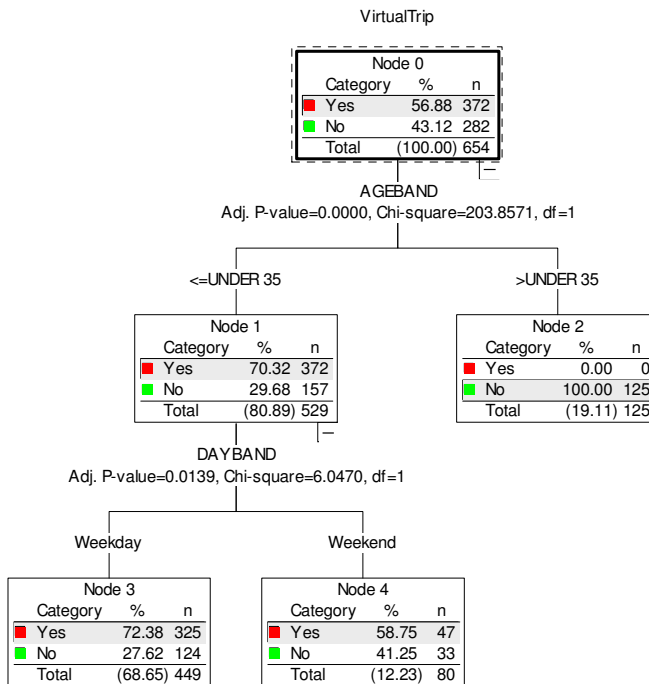 VirtualTrip
Node 0
Category % n
Yes 56.88 372
No 43.12 282
Total (100.00) 654
AGEBAND
Adj. P-value=0.0000, Chi-square=203.8571, df=1
<=UNDER 35
>UNDER 35
Node 1
Category % n
Yes 70.32 372
No 29.68 157
Total (80.89) 529
Node 2
Category % n
Yes 0.00 0
No 100.00 125
Total (19.11) 125
DAYBAND
Adj. P-value=0.0139, Chi-square=6.0470, df=1
Weekday
Weekend
Node 3
Category % n
Yes 72.38 325
No 27.62 124
Total (68.65) 449
Node 4
Category % n
Yes 58.75 47
No 41.25 33
Total (12.23) 80